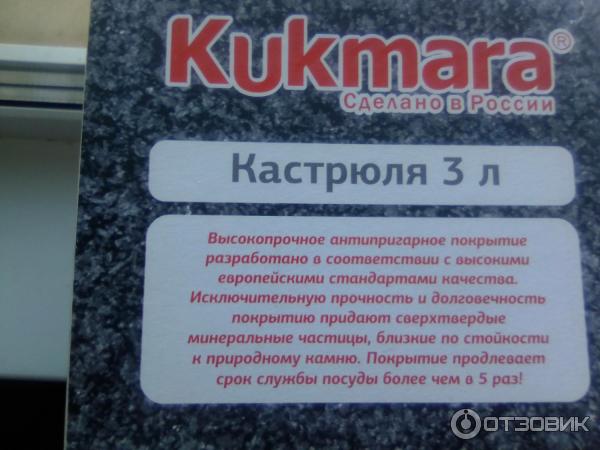 Kukmara®
Сделано в России
Кастрюля 3 л
Высокопрочное антипригарное покрытие
разработано в соответствии с высокими
европейскими стандартами качества.
Исключительную прочность и долговечность
покрытию придают сверхтвердые
минеральные частицы, близкие по стойкости
к природному камню. Покрытие продлевает
срок службы посуды более чем в 5 раз!
ОТЗОВИК